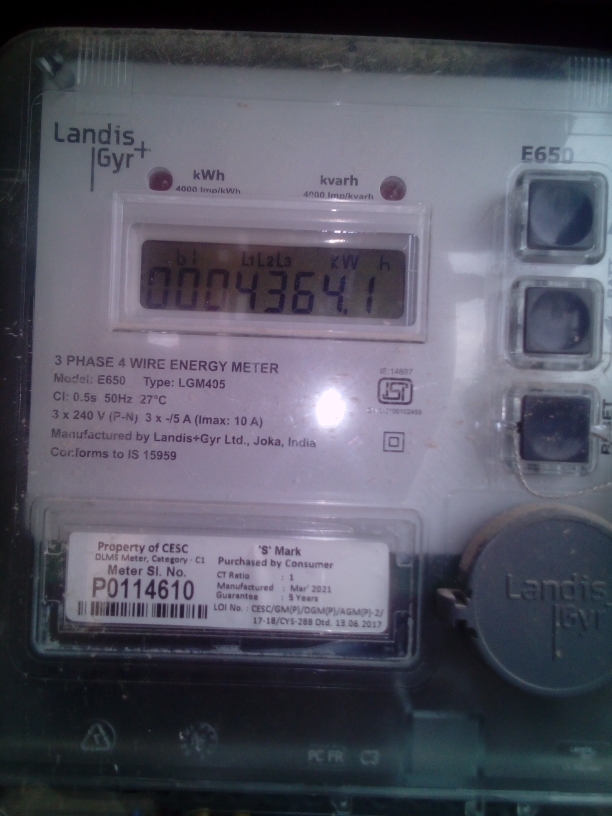 Landis+
Gyr
E650
kWh
4000 Imp/kWh
kvarh
4000 Imp/kvarh
L1L2L3 kW h
0004364.1
3 PHASE 4 WIRE ENERGY METER
Model: E650 Type: LGM405
Cl: 0.5s 50Hz 27°C
3 x 240 V (P-N) 3 x -/5 A (Imax: 10 A)
Manufactured by Landis+Gyr Ltd., Joka, India
Conforms to IS 15959
Property of CESC
DLMS Meter, Category - C1
Meter Sl. No.
P0114610
'S' Mark
Purchased by Consumer
CT Ratio : 1
Manufactured : Mar' 2021
Guarantee : 5 Years
LOI No. : CESC/GM(P)/DGM(P)/AGM(P)-2/
17-18/CYS-288 Dtd. 13.06.2017
Landis
Gyr
PC FR